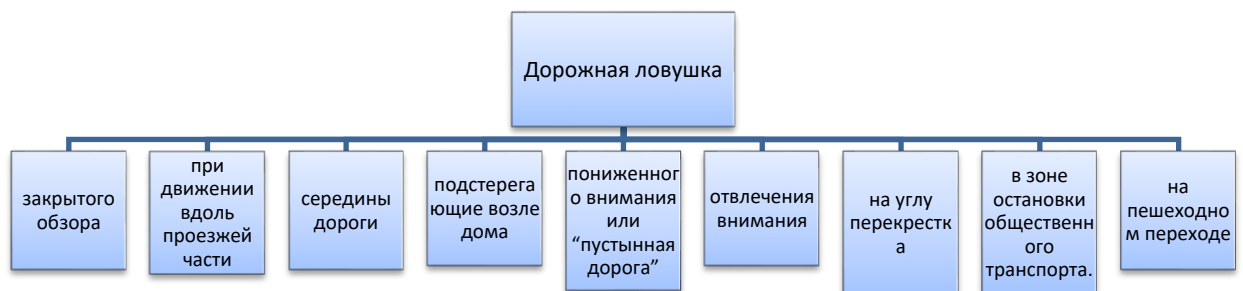 Дорожная ловушка
закрытого
обзора
при
движении
вдоль
проезжей
части
середины
дороги
подстерега
ющие возле
дома
пониженног
о внимания
или
“пустынная
дорога”
отвлечения
внимания
на углу
перекрестк
а
в зоне
остановки
общественн
ого
транспорта.
на
пешеходно
м переходе